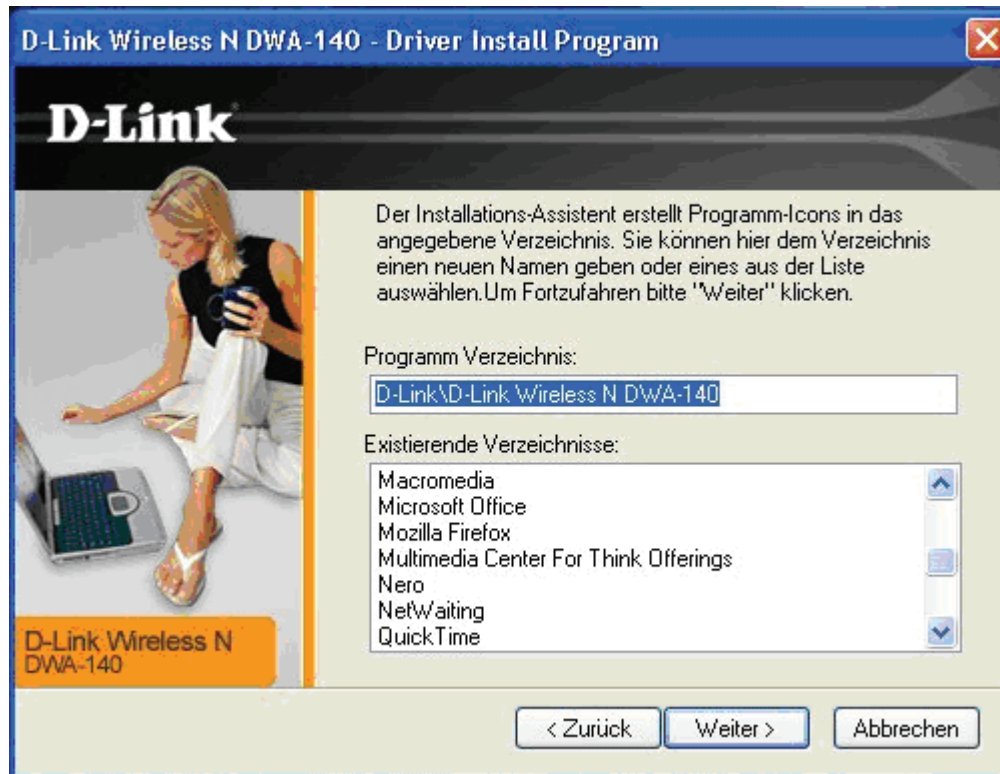 D-Link Wireless N DWA-140 - Driver Install Program
D-Link
Der Installations-Assistent erstellt Programm-Icons in das
angegebene Verzeichnis. Sie können hier dem Verzeichnis
einen neuen Namen geben oder eines aus der Liste
auswählen.Um Fortzufahren bitte "Weiter" klicken.
Programm Verzeichnis:
D-Link\D-Link Wireless N DWA-140
Existierende Verzeichnisse:
Macromedia
Microsoft Office
Mozilla Firefox
Multimedia Center For Think Offerings
Nero
NetWaiting
QuickTime
D-Link Wireless N
DWA-140
< Zurück
Weiter >
Abbrechen